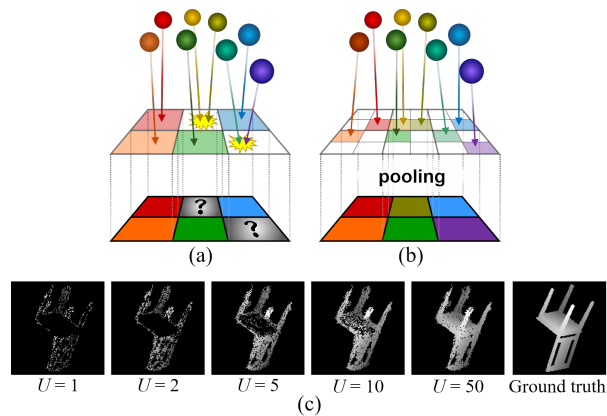 ? ?
(a)
pooling
(b)
U = 1 U = 2 U = 5 U = 10 U = 50 Ground truth
(c)